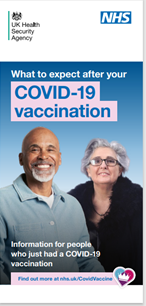 UK Health
Security
Agency
NHS
What to expect after your
COVID-19
vaccination
Information for people
who just had a COVID-19
vaccination
Find out more at nhs.uk/CovidVaccine